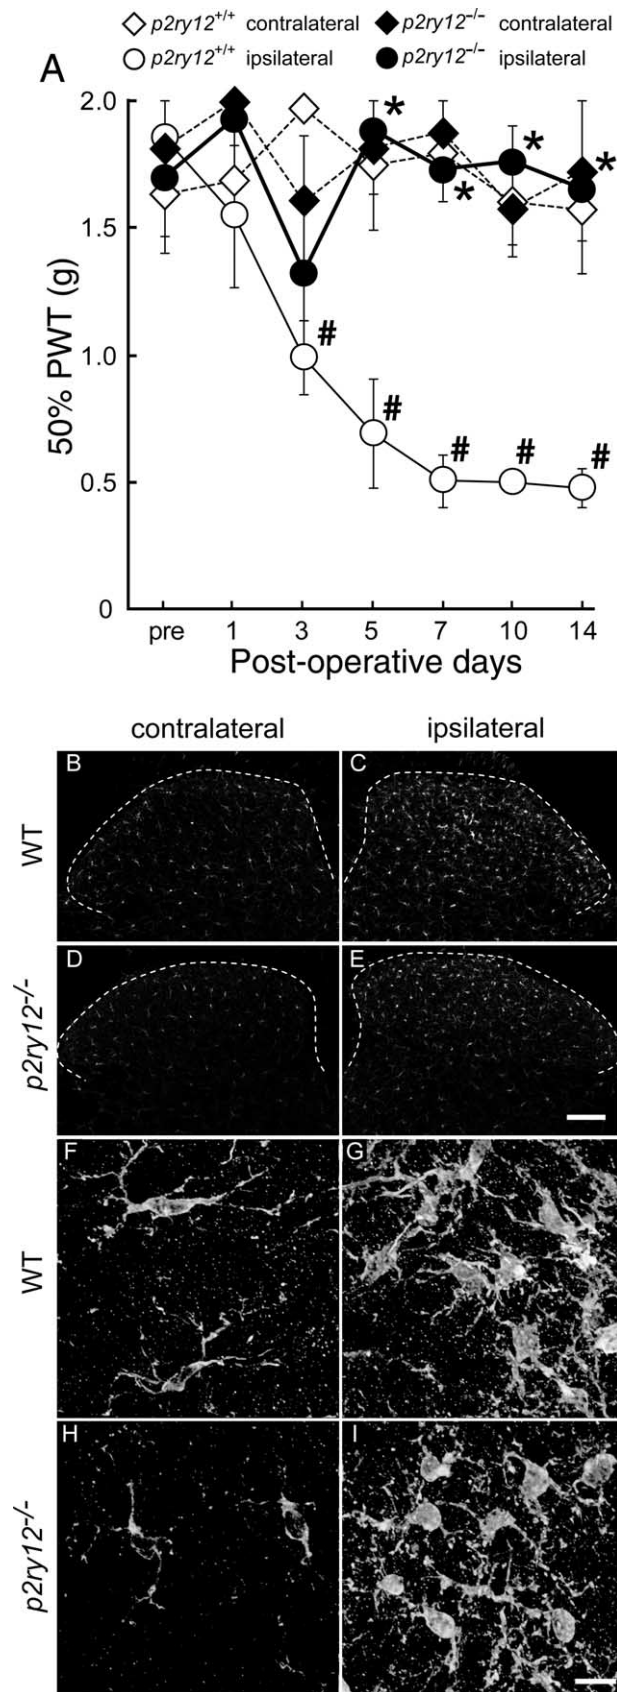 p2ry12+/+ contralateral p2ry12−/− contralateral
p2ry12+/+ ipsilateral p2ry12−/− ipsilateral
A
2.0
1.5
1.0
0.5
0
50% PWT (g)
* * * *
# # # # #
pre 1 3 5 7 10 14
Post-operative days
contralateral ipsilateral
WT
B C
p2ry12-/-
D E
WT
F G
p2ry12-/-
H I